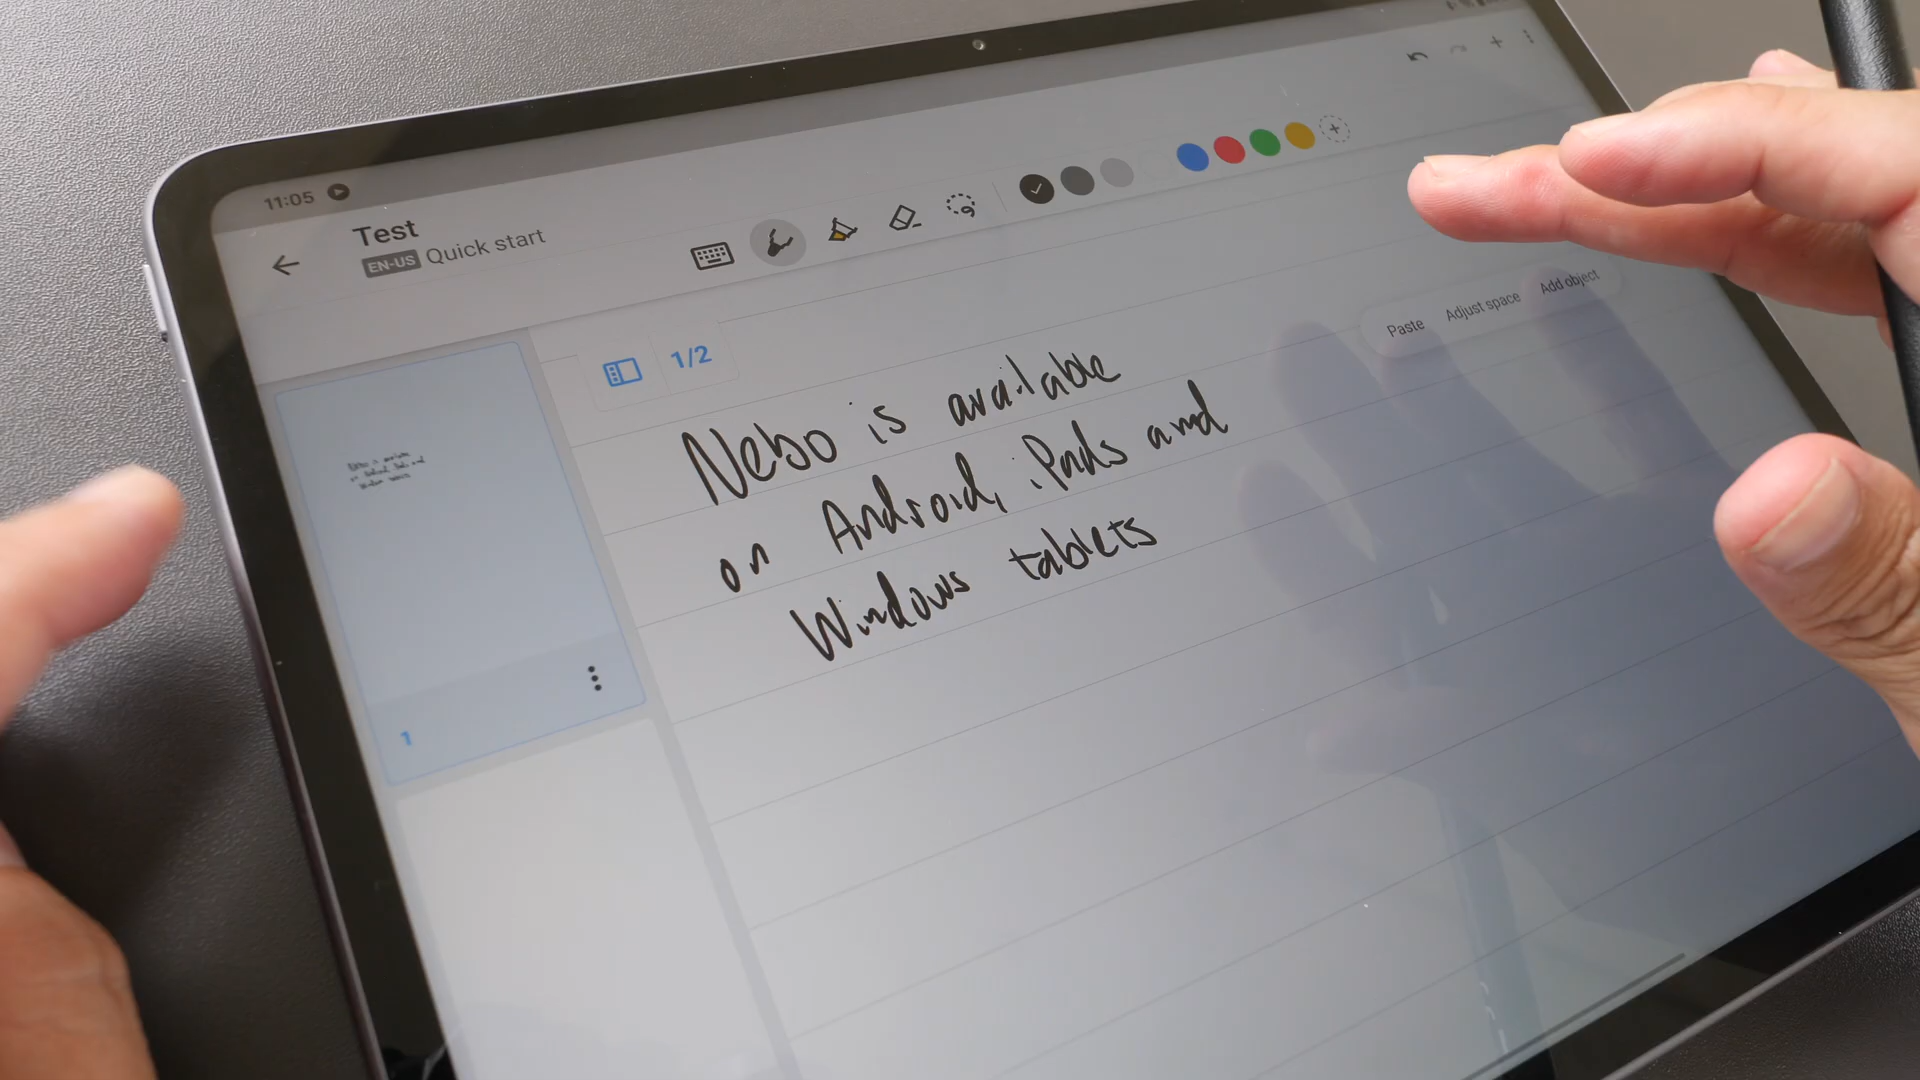 11:05
Test
EN-US Quick start
1/2
Paste Adjust space Add object
Nebo is available
on Android, iPads and
Windows tablets
1